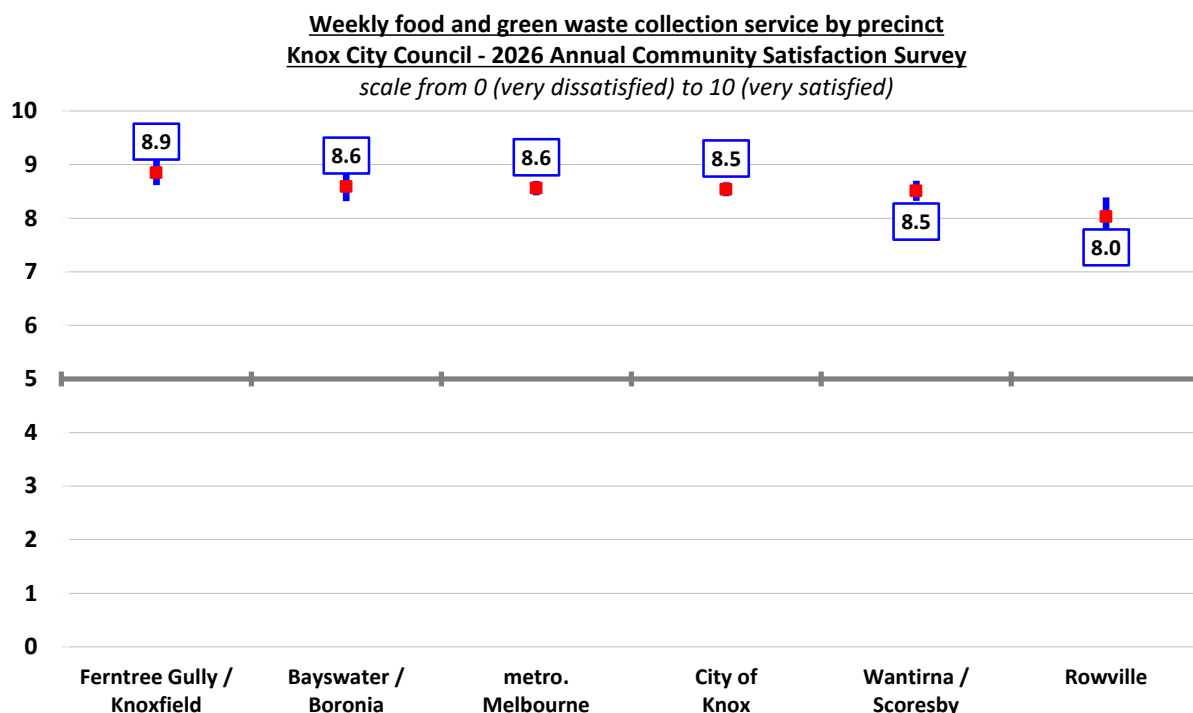 Weekly food and green waste collection service by precinct
Knox City Council - 2026 Annual Community Satisfaction Survey
scale from 0 (very dissatisfied) to 10 (very satisfied)
10
9
8
7
6
5
4
3
2
1
0
8.9
8.6
8.6
8.5
8.5
8.0
Ferntree Gully /
Knoxfield
Bayswater /
Boronia
metro.
Melbourne
City of
Knox
Wantirna /
Scoresby
Rowville